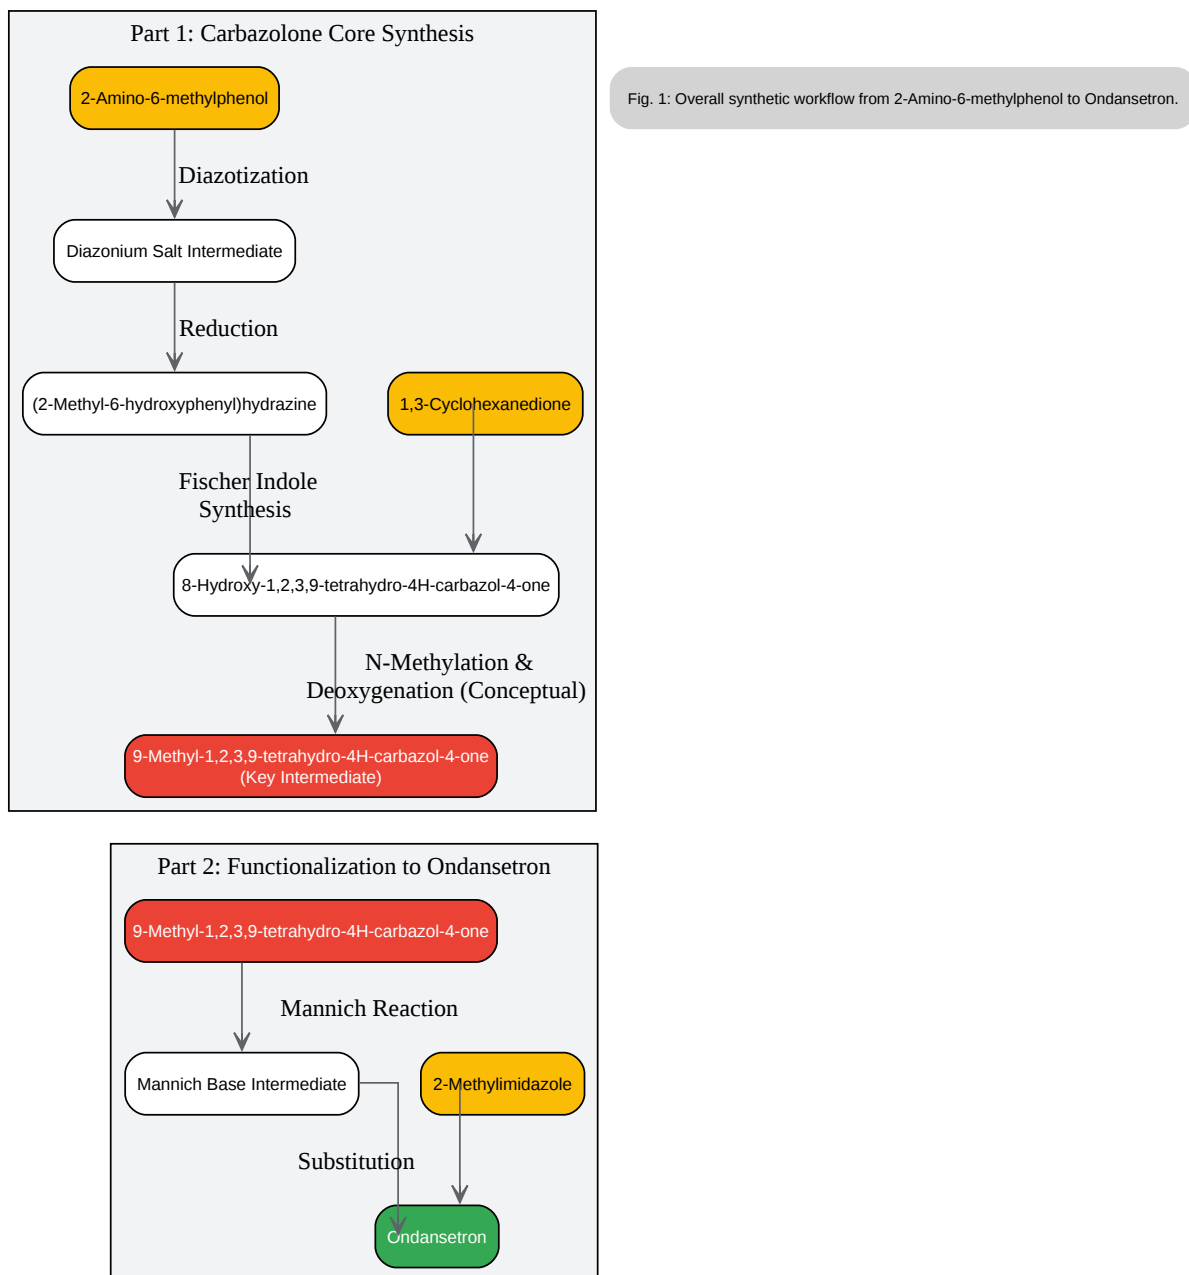 Part 1: Carbazolone Core Synthesis
2-Amino-6-methylphenol
Fig. 1: Overall synthetic workflow from 2-Amino-6-methylphenol to Ondansetron.
Diazotization
Diazonium Salt Intermediate
Reduction
(2-Methyl-6-hydroxyphenyl)hydrazine
1,3-Cyclohexanedione
Fischer Indole
Synthesis
8-Hydroxy-1,2,3,9-tetrahydro-4H-carbazol-4-one
N-Methylation &
Deoxygenation (Conceptual)
9-Methyl-1,2,3,9-tetrahydro-4H-carbazol-4-one
(Key Intermediate)
Part 2: Functionalization to Ondansetron
9-Methyl-1,2,3,9-tetrahydro-4H-carbazol-4-one
Mannich Reaction
Mannich Base Intermediate
2-Methylimidazole
Substitution
Ondansetron